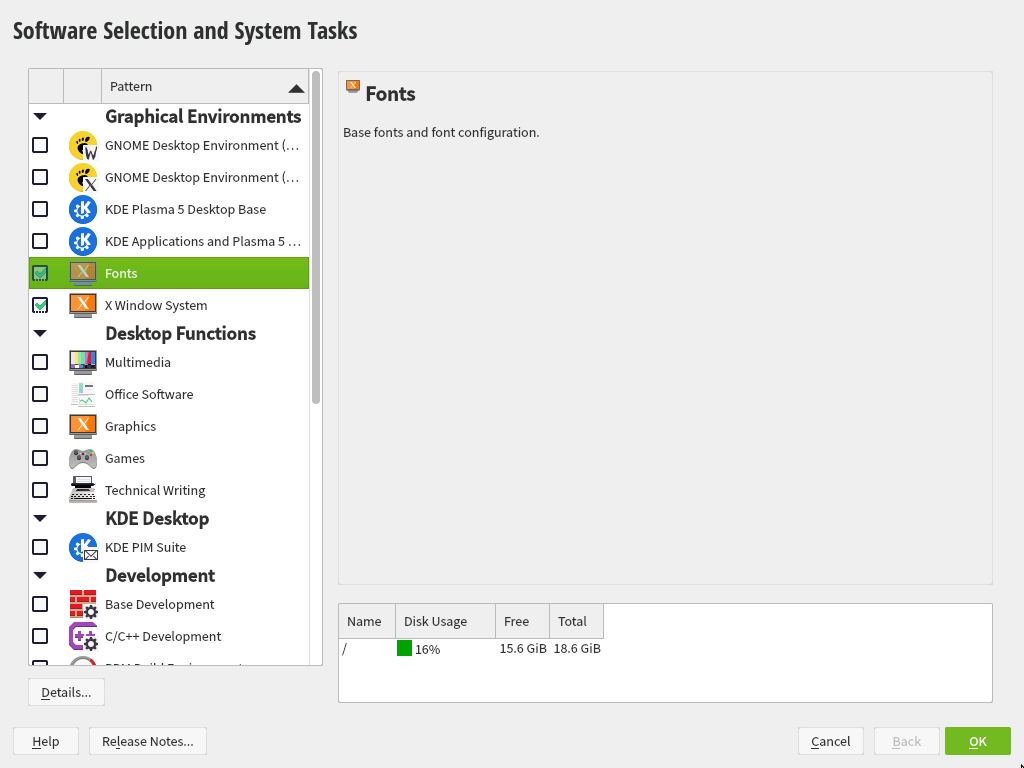 Software Selection and System Tasks
Pattern
Graphical Environments
GNOME Desktop Environment (...
GNOME Desktop Environment (...
KDE Plasma 5 Desktop Base
KDE Applications and Plasma 5 ...
Fonts
X Window System
Desktop Functions
Multimedia
Office Software
Graphics
Games
Technical Writing
KDE Desktop
KDE PIM Suite
Development
Base Development
C/C++ Development
Details...
Fonts
Base fonts and font configuration.
Name Disk Usage Free Total
/ 16% 15.6 GiB 18.6 GiB
Help Release Notes... Cancel Back OK